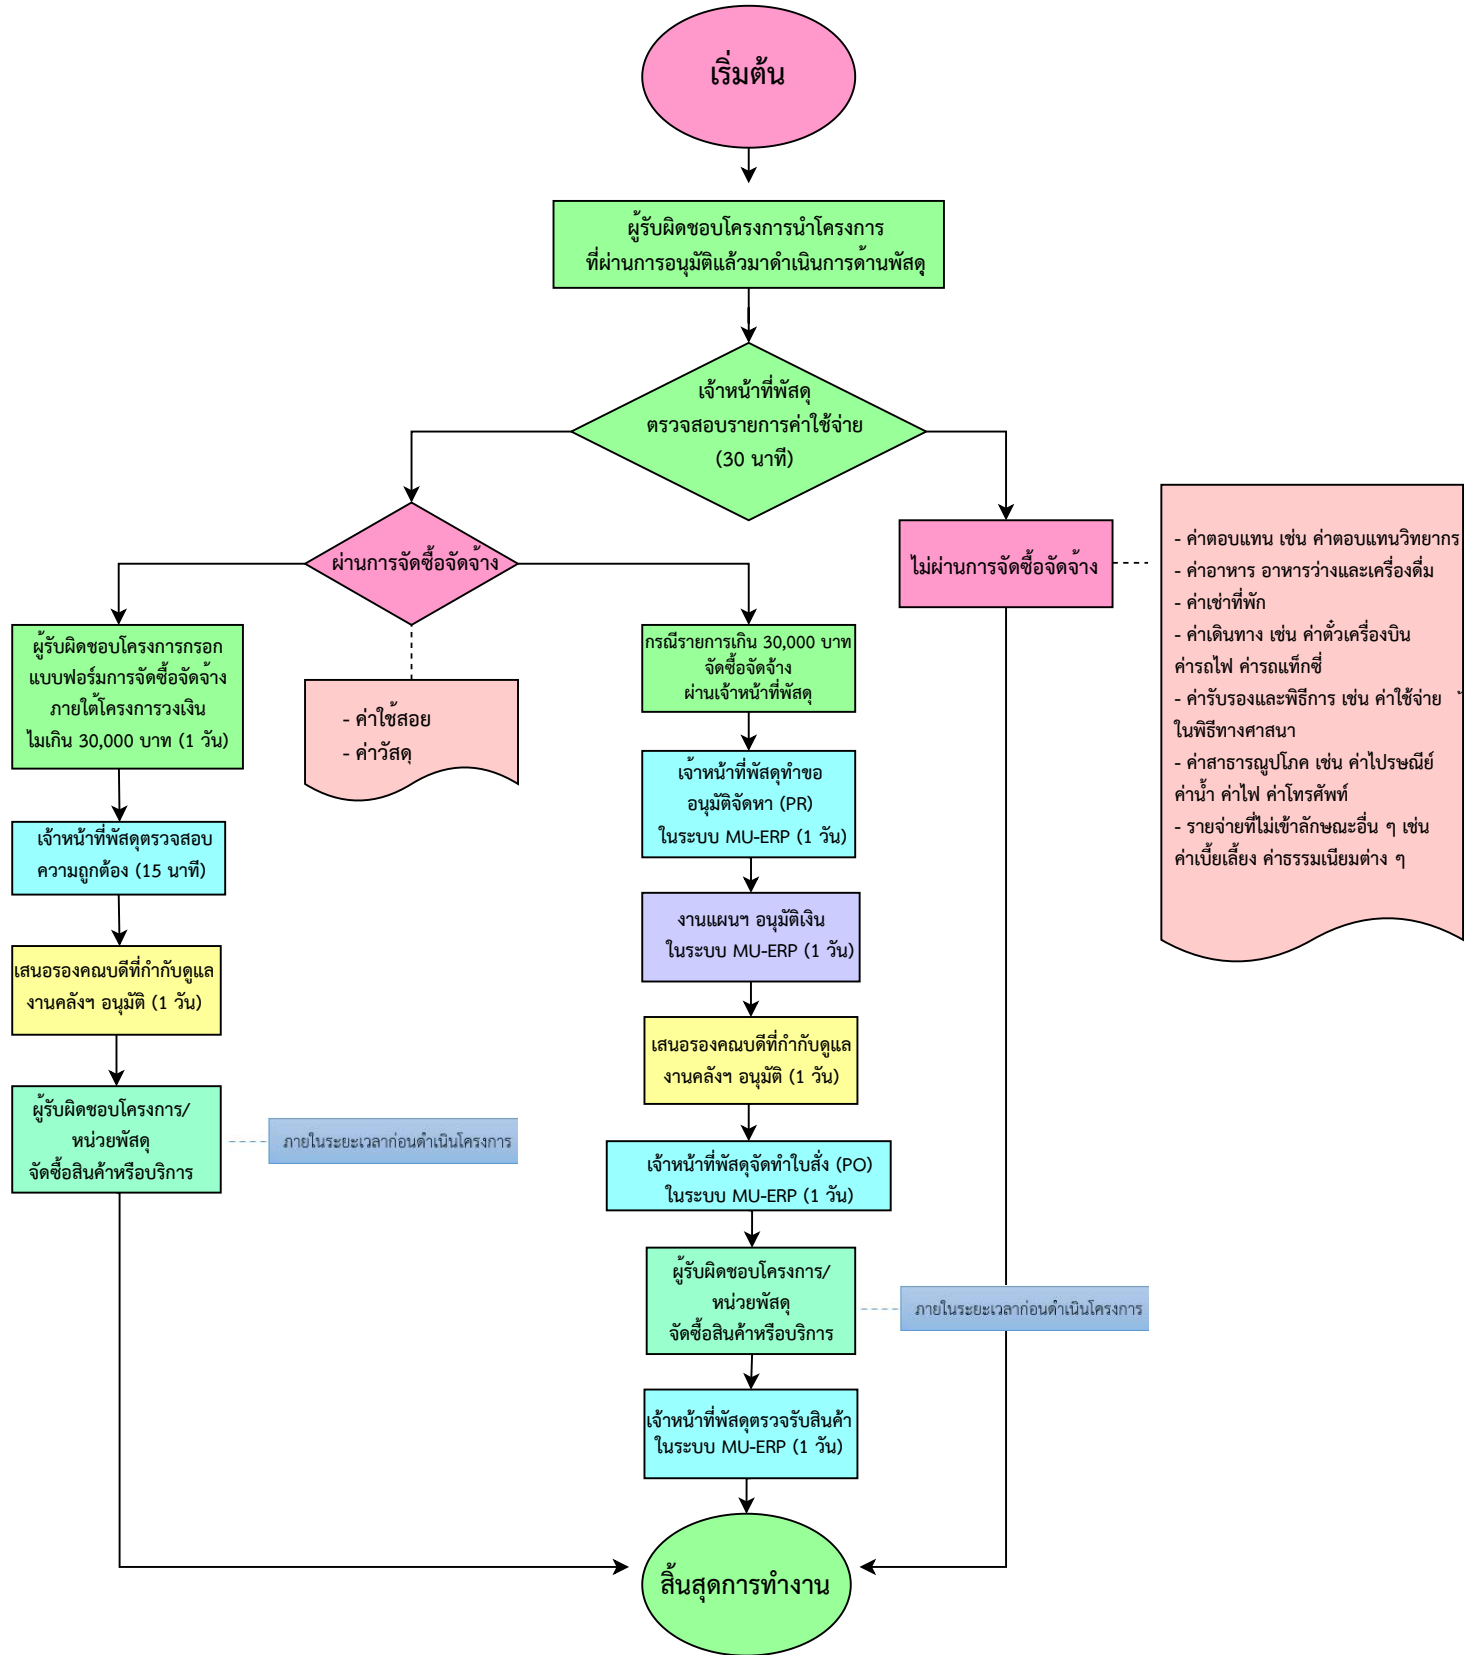 เริ่มต้น
ผู้รับผิดชอบโครงการนำโครงการ
ที่ผ่านการอนุมัติแล้วมาดำเนินการด้านพัสดุ
เจ้าหน้าที่พัสดุ
ตรวจสอบรายการค่าใช้จ่าย
(30 นาที)
ผ่านการจัดซื้อจัดจ้าง
ไม่ผ่านการจัดซื้อจัดจ้าง
- ค่าตอบแทน เช่น ค่าตอบแทนวิทยากร
- ค่าอาหาร อาหารว่างและเครื่องดื่ม
- ค่าเช่าที่พัก
- ค่าเดินทาง เช่น ค่าตั๋วเครื่องบิน
ค่ารถไฟ ค่ารถแท็กซี่
- ค่ารับรองและพิธีการ เช่น ค่าใช้จ่าย
ในพิธีทางศาสนา
- ค่าสาธารณูปโภค เช่น ค่าไปรษณีย์
ค่าน้ำ ค่าไฟ ค่าโทรศัพท์
- รายจ่ายที่ไม่เข้าลักษณะอื่น ๆ เช่น
ค่าเบี้ยเลี้ยง ค่าธรรมเนียมต่าง ๆ
ผู้รับผิดชอบโครงการกรอก
แบบฟอร์มการจัดซื้อจัดจ้าง
ภายใต้โครงการวงเงิน
ไมเกิน 30,000 บาท (1 วัน)
- ค่าใช้สอย
- ค่าวัสดุ
กรณีรายการเกิน 30,000 บาท
จัดซื้อจัดจ้าง
ผ่านเจ้าหน้าที่พัสดุ
เจ้าหน้าที่พัสดุทำขอ
อนุมัติจัดหา (PR)
ในระบบ MU-ERP (1 วัน)
เจ้าหน้าที่พัสดุตรวจสอบ
ความถูกต้อง (15 นาที)
งานแผนฯ อนุมัติเงิน
ในระบบ MU-ERP (1 วัน)
เสนอรองคณบดีที่กำกับดูแล
งานคลังฯ อนุมัติ (1 วัน)
เสนอรองคณบดีที่กำกับดูแล
งานคลังฯ อนุมัติ (1 วัน)
ผู้รับผิดชอบโครงการ/
หน่วยพัสดุ
จัดซื้อสินค้าหรือบริการ
ภายในระยะเวลาก่อนดำเนินโครงการ
เจ้าหน้าที่พัสดุจัดทำใบสั่ง (PO)
ในระบบ MU-ERP (1 วัน)
ผู้รับผิดชอบโครงการ/
หน่วยพัสดุ
จัดซื้อสินค้าหรือบริการ
ภายในระยะเวลาก่อนดำเนินโครงการ
เจ้าหน้าที่พัสดุตรวจรับสินค้า
ในระบบ MU-ERP (1 วัน)
สิ้นสุดการทำงาน